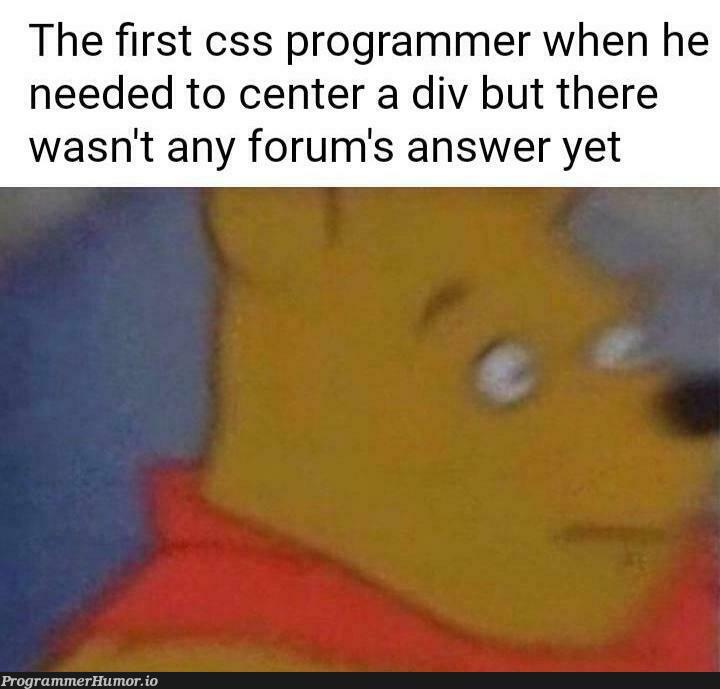 The first css programmer when he
needed to center a div but there
wasn't any forum's answer yet
ProgrammerHumor.io